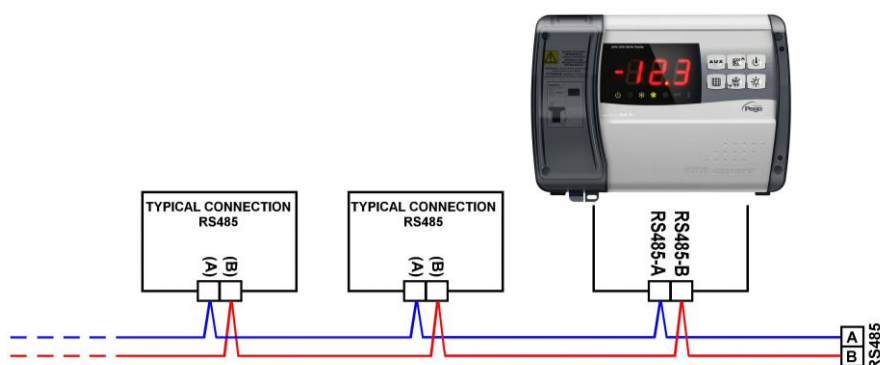 -12.3
AUX
Pego
TYPICAL CONNECTION
RS485
(A)
(B)
TYPICAL CONNECTION
RS485
(A)
(B)
RS485-A
RS485-B
A
B
RS485